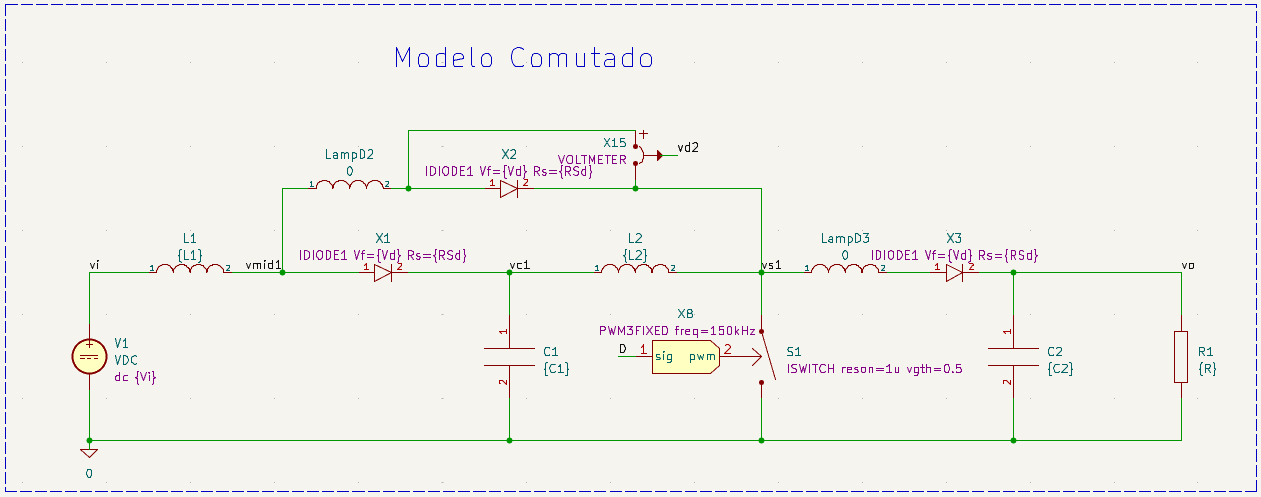 Modelo Comutado
LampD2
0
1
2
X2
IDIODE1 Vf={Vd} Rs={RSd}
1
2
X15
VOLTMETER
+
vd2
vi
L1
{L1}
1
2
vmid1
X1
IDIODE1 Vf={Vd} Rs={RSd}
1
2
vc1
L2
{L2}
1
2
vs1
LampD3
0
1
2
X3
IDIODE1 Vf={Vd} Rs={RSd}
1
2
vo
V1
VDC
dc {Vi}
+
1
C1
{C1}
2
X8
PWM3FIXED freq=150kHz
D
1
sig
pwm
2
S1
ISWITCH reson=1u vgth=0.5
1
C2
{C2}
2
R1
{R}
0